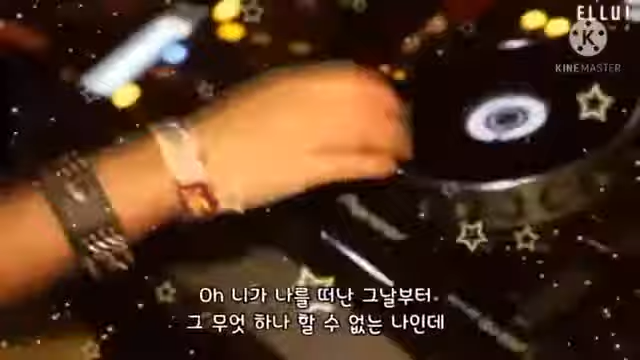 ELLUI
KINEMASTER
Oh 니가 나를 떠난 그날부터
그 무엇 하나 할 수 없는 나인데